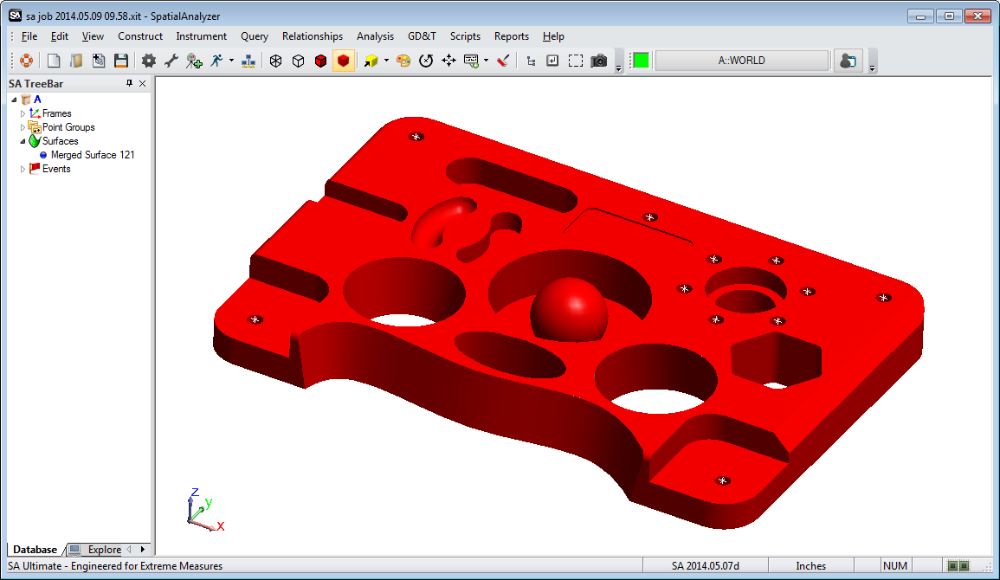 SA sa job 2014.05.09 09.58.xit - SpatialAnalyzer
File Edit View Construct Instrument Query Relationships Analysis GD&T Scripts Reports Help
A::WORLD
SA TreeBar
A
Frames
Point Groups
Surfaces
Merged Surface 121
Events
Z
y
X
Database Explore
SA Ultimate - Engineered for Extreme Measures SA 2014.05.07d Inches NUM